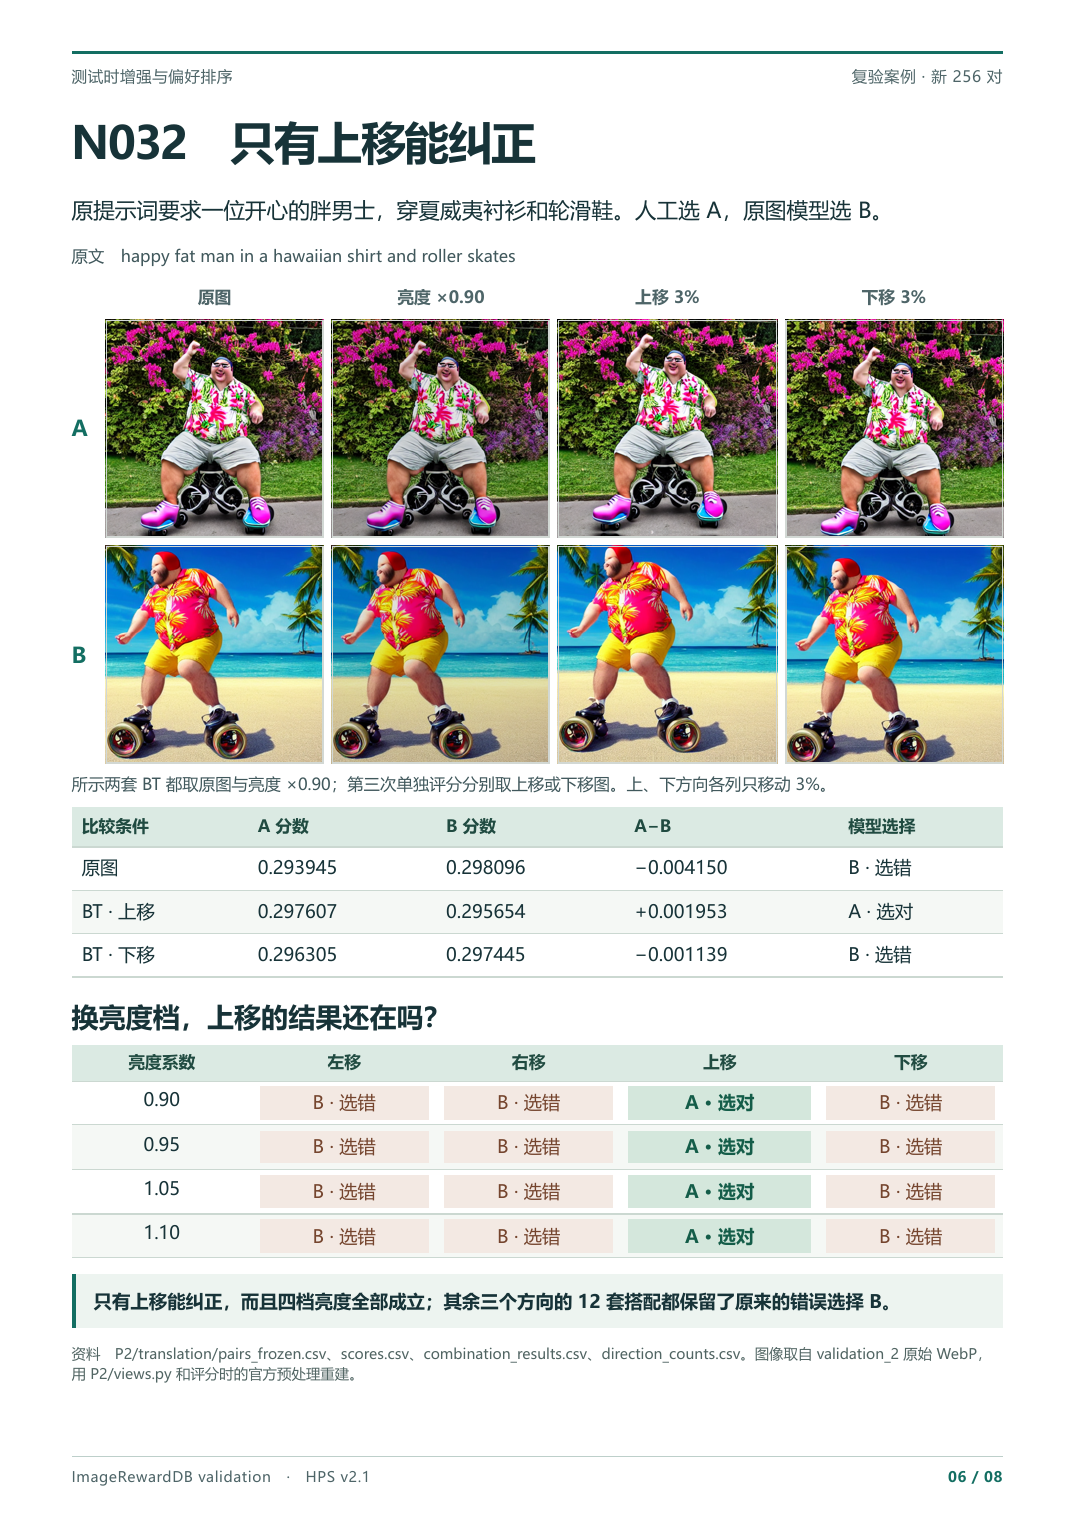 测试时增强与偏好排序
复验案例 · 新 256 对
N032 只有上移能纠正
原提示词要求一位开心的胖男士，穿夏威夷衬衫和轮滑鞋。人工选 A，原图模型选 B。
原文 happy fat man in a hawaiian shirt and roller skates
原图 亮度 ×0.90 上移 3% 下移 3%
A
B
所示两套 BT 都取原图与亮度 ×0.90；第三次单独评分分别取上移或下移图。上、下方向各列只移动 3%。
比较条件 A 分数 B 分数 A−B 模型选择
原图 0.293945 0.298096 −0.004150 B · 选错
BT · 上移 0.297607 0.295654 +0.001953 A · 选对
BT · 下移 0.296305 0.297445 −0.001139 B · 选错
换亮度档，上移的结果还在吗？
亮度系数 左移 右移 上移 下移
0.90 B · 选错 B · 选错 A · 选对 B · 选错
0.95 B · 选错 B · 选错 A · 选对 B · 选错
1.05 B · 选错 B · 选错 A · 选对 B · 选错
1.10 B · 选错 B · 选错 A · 选对 B · 选错
只有上移能纠正，而且四档亮度全部成立；其余三个方向的 12 套搭配都保留了原来的错误选择 B。
资料 P2/translation/pairs_frozen.csv、scores.csv、combination_results.csv、direction_counts.csv。图像取自 validation_2 原始 WebP，
用 P2/views.py 和评分时的官方预处理重建。
ImageRewardDB validation · HPS v2.1
06 / 08